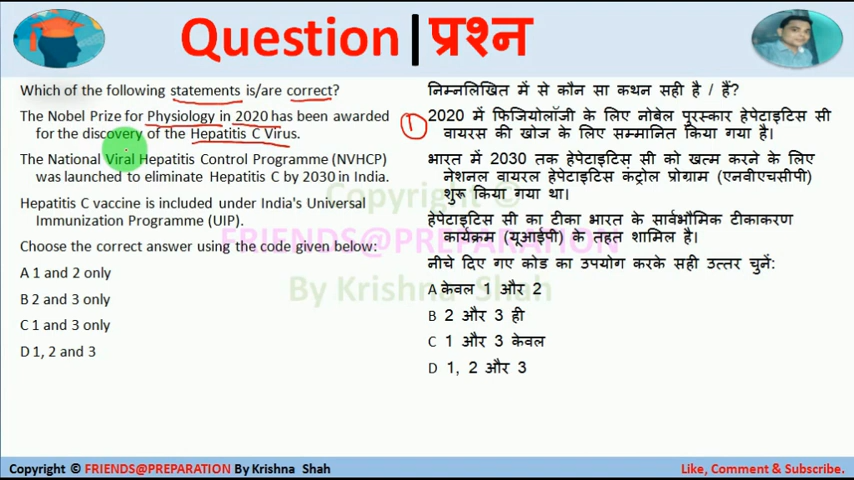 Question|प्रश्न
Which of the following statements is/are correct?
The Nobel Prize for Physiology in 2020 has been awarded
for the discovery of the Hepatitis C Virus.
The National Viral Hepatitis Control Programme (NVHCP)
was launched to eliminate Hepatitis C by 2030 in India.
Hepatitis C vaccine is included under India's Universal
Immunization Programme (UIP).
Choose the correct answer using the code given below:
A 1 and 2 only
B 2 and 3 only
C 1 and 3 only
D 1, 2 and 3
निम्नलिखित में से कौन सा कथन सही है / हैं?
1
2020 में फिजियोलॉजी के लिए नोबेल पुरस्कार हेपेटाइटिस सी
वायरस की खोज के लिए सम्मानित किया गया है।
भारत में 2030 तक हेपेटाइटिस सी को खत्म करने के लिए
नेशनल वायरल हेपेटाइटिस कंट्रोल प्रोग्राम (एनवीएचसीपी)
शुरू किया गया था।
हेपेटाइटिस सी का टीका भारत के सार्वभौमिक टीकाकरण
कार्यक्रम (यूआईपी) के तहत शामिल है।
नीचे दिए गए कोड का उपयोग करके सही उत्तर चुनें:
A केवल 1 और 2
B 2 और 3 ही
C 1 और 3 केवल
D 1, 2 और 3
Copyright ©
FRIENDS@PREPARATION
By Krishna Shah
Copyright © FRIENDS@PREPARATION By Krishna Shah
Like, Comment & Subscribe.